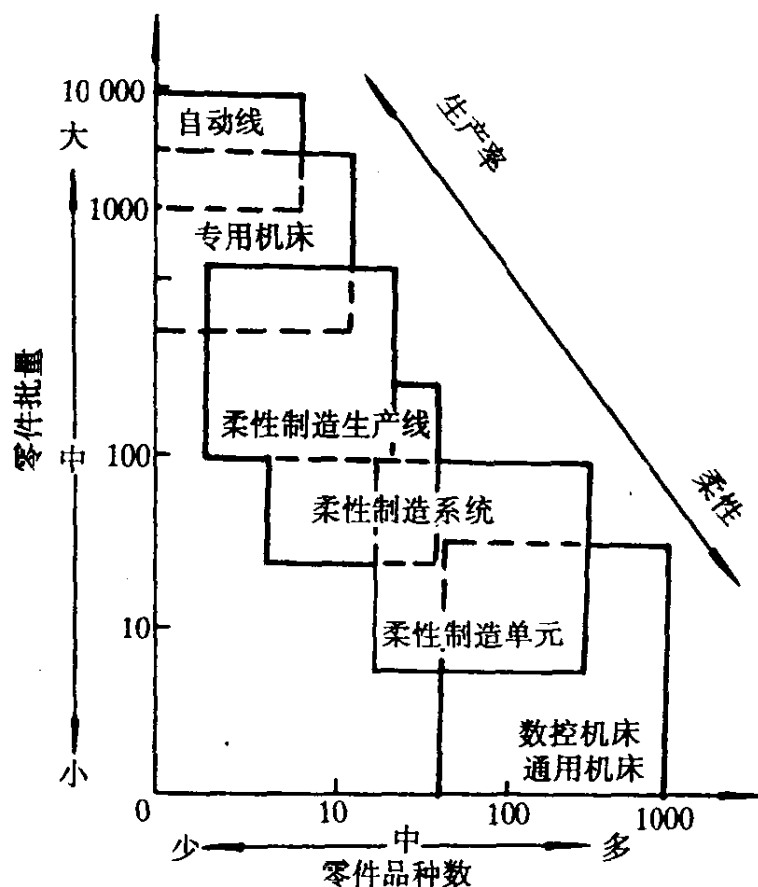 10 000
大
自动线
生产率
1000
专用机床
零件批量
柔性制造生产线
100
中
柔性制造系统
柔性
10
柔性制造单元
数控机床
通用机床
小
0
10
100
1000
少
中
多
零件品种数